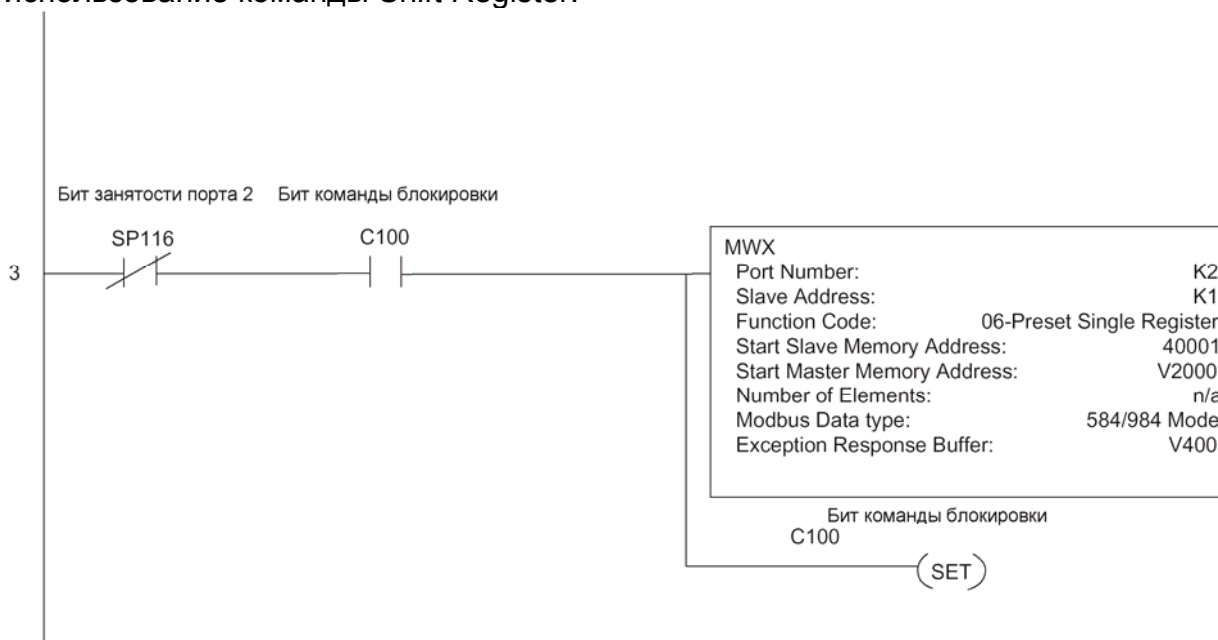 использование команды Shift Register.
Бит занятости порта 2 Бит команды блокировки
SP116 C100
3
MWX
Port Number: K2
Slave Address: K1
Function Code: 06-Preset Single Register
Start Slave Memory Address: 40001
Start Master Memory Address: V2000
Number of Elements: n/a
Modbus Data type: 584/984 Mode
Exception Response Buffer: V400
Бит команды блокировки
C100
SET